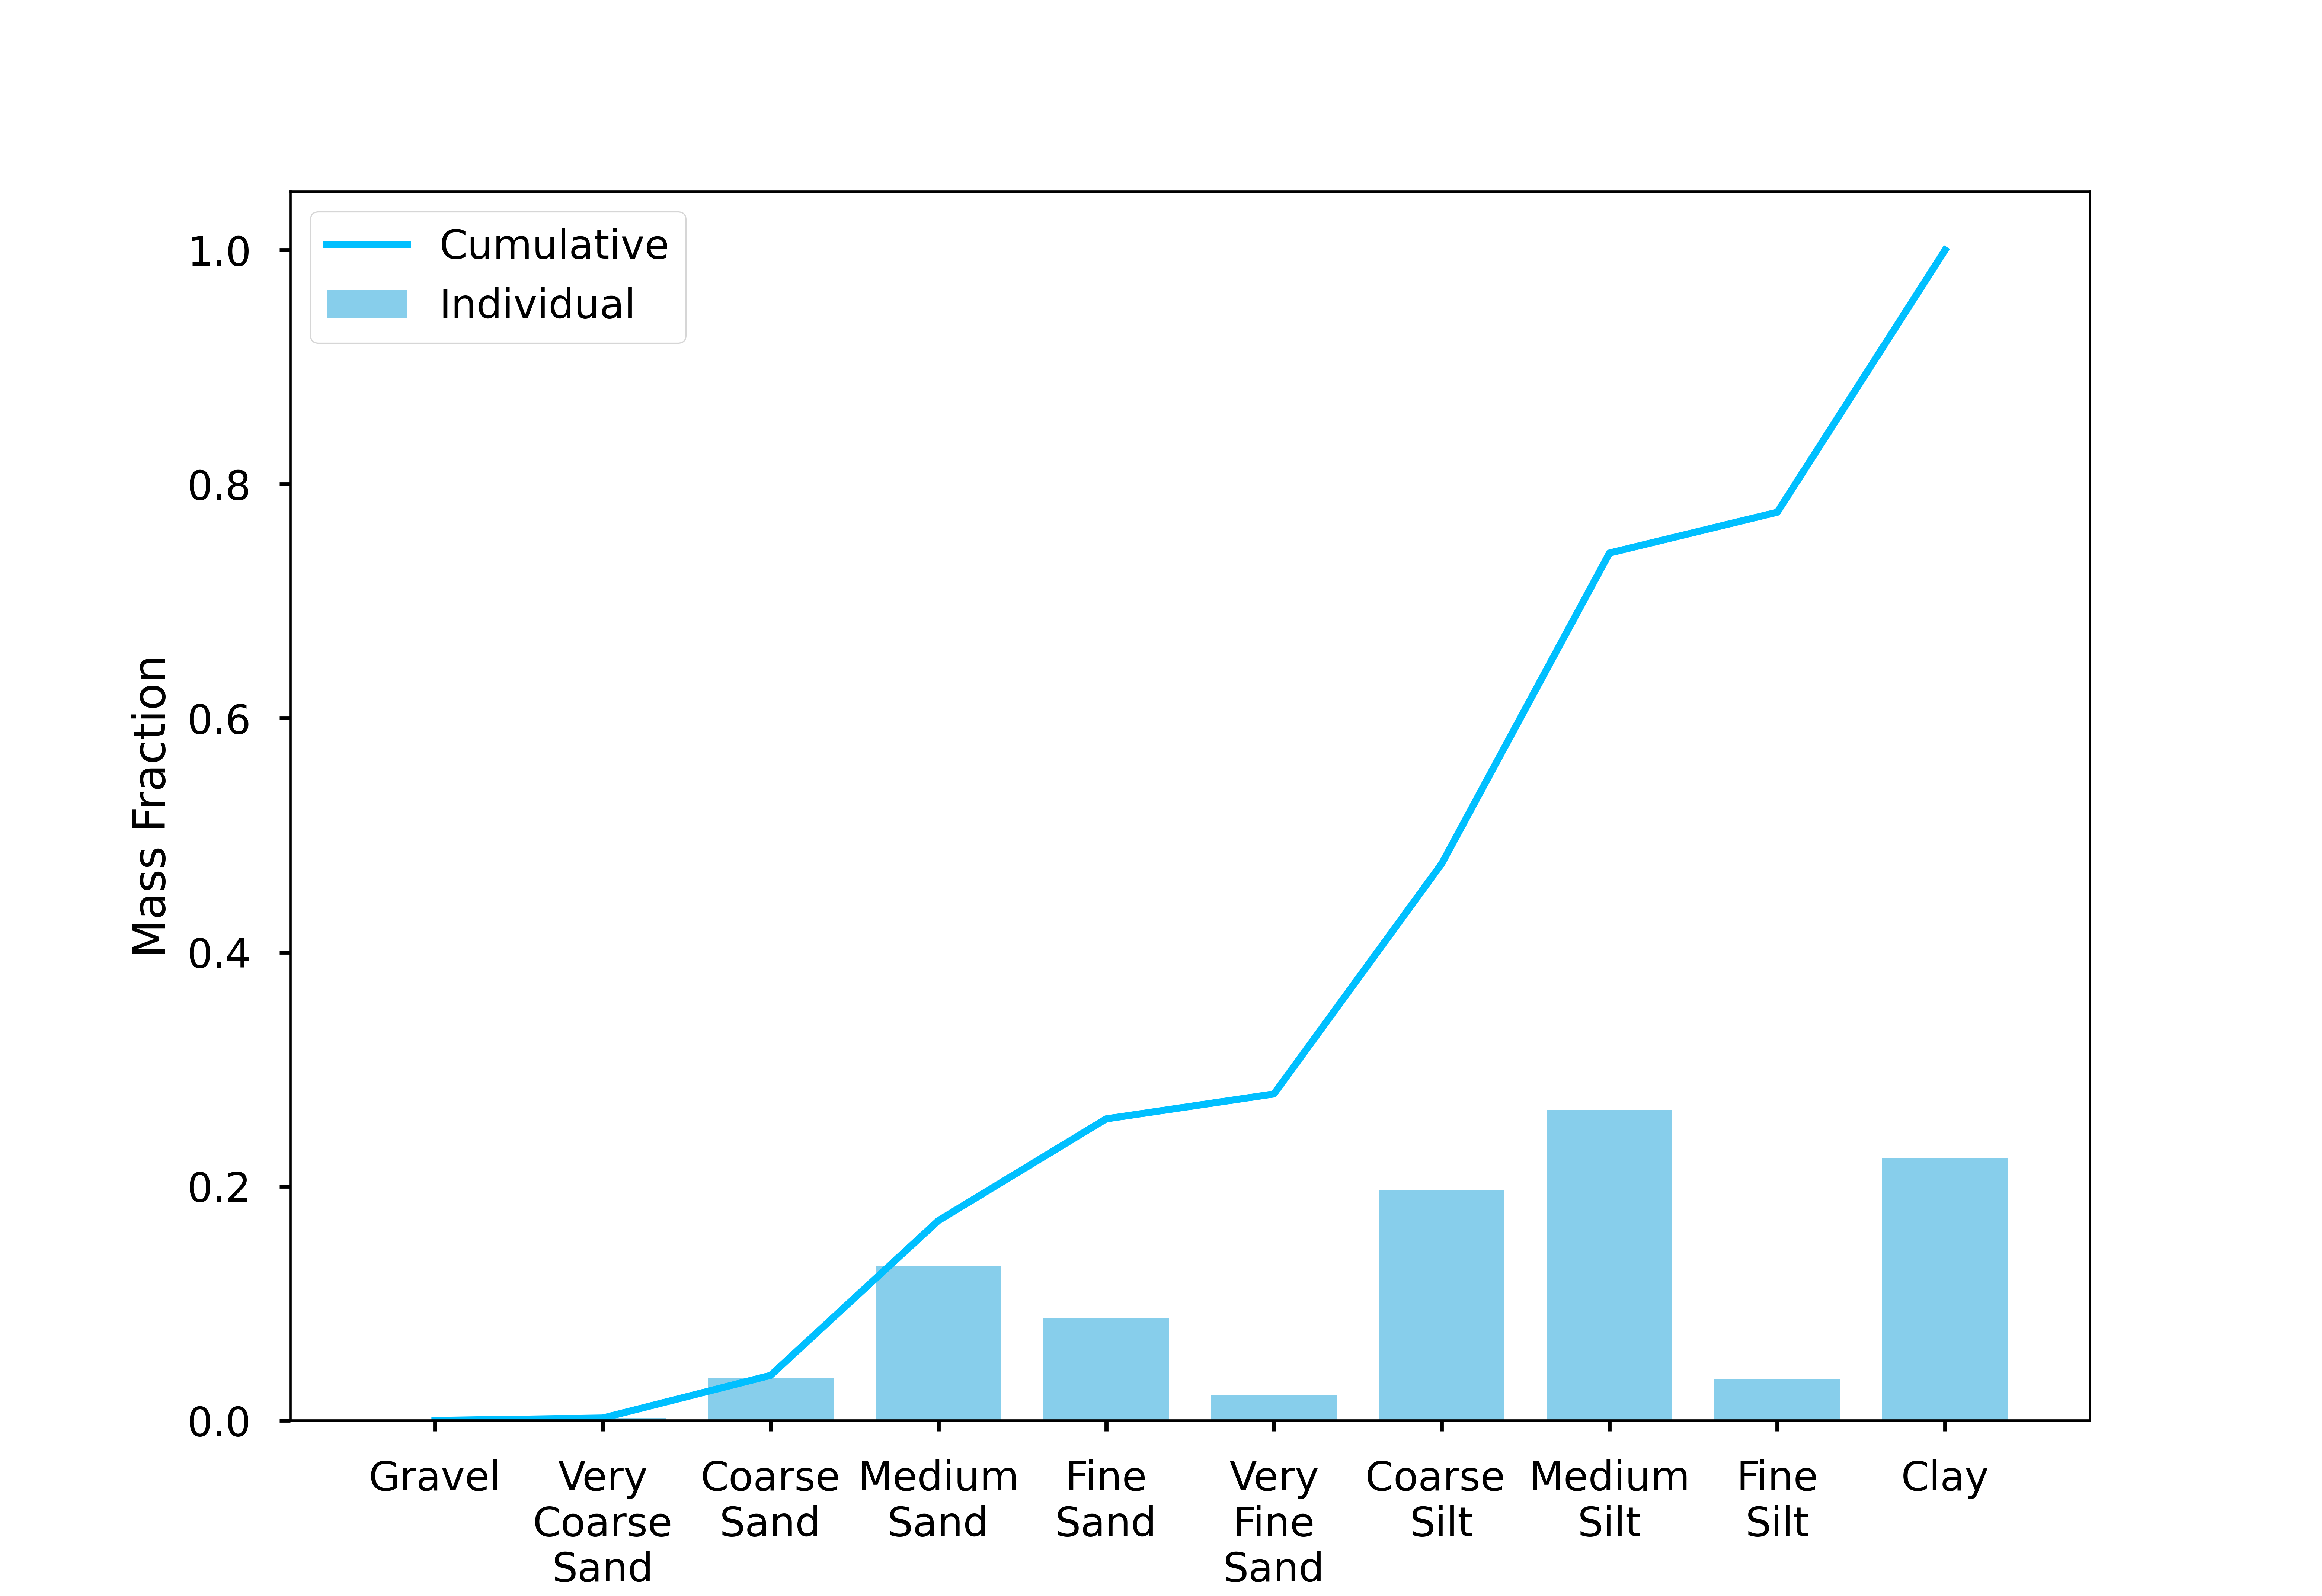 Cumulative
Individual
1.0
0.8
0.6
0.4
0.2
0.0
Mass Fraction
Gravel
Very
Coarse
Sand
Coarse
Sand
Medium
Sand
Fine
Sand
Very
Fine
Sand
Coarse
Silt
Medium
Silt
Fine
Silt
Clay